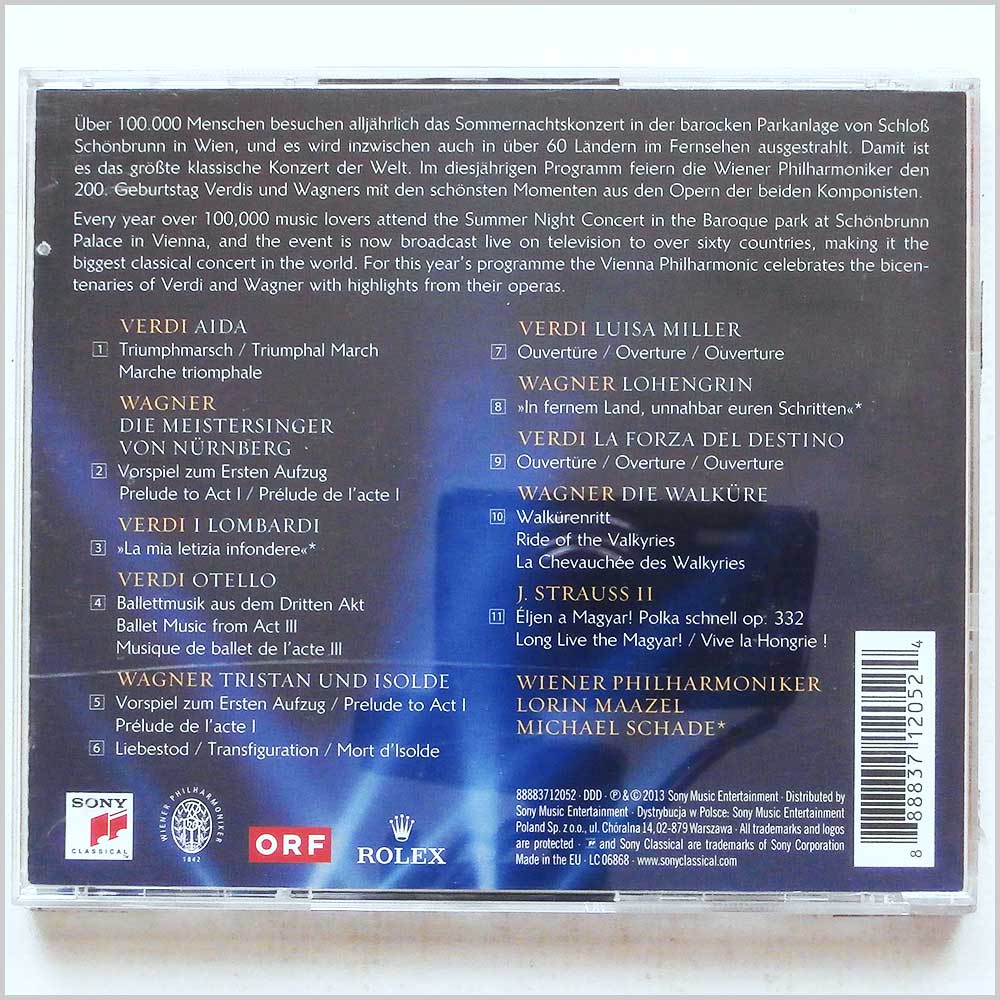 Über 100.000 Menschen besuchen alljährlich das Sommernachtskonzert in der barocken Parkanlage von Schloß
Schönbrunn in Wien, und es wird inzwischen auch in über 60 Ländern im Fernsehen ausgestrahlt. Damit ist
es das größte klassische Konzert der Welt. Im diesjährigen Programm feiern die Wiener Philharmoniker den
200. Geburtstag Verdis und Wagners mit den schönsten Momenten aus den Opern der beiden Komponisten.
Every year over 100,000 music lovers attend the Summer Night Concert in the Baroque park at Schönbrunn
Palace in Vienna, and the event is now broadcast live on television to over sixty countries, making it the
biggest classical concert in the world. For this year's programme the Vienna Philharmonic celebrates the bicen-
tenaries of Verdi and Wagner with highlights from their operas.
VERDI AIDA
1 Triumphmarsch / Triumphal March
Marche triomphale
WAGNER
DIE MEISTERSINGER
VON NÜRNBERG
2 Vorspiel zum Ersten Aufzug
Prelude to Act I / Prélude de l'acte I
VERDI I LOMBARDI
3 »La mia letizia infondere«*
VERDI OTELLO
4 Ballettmusik aus dem Dritten Akt
Ballet Music from Act III
Musique de ballet de l'acte III
WAGNER TRISTAN UND ISOLDE
5 Vorspiel zum Ersten Aufzug / Prelude to Act I
Prélude de l'acte I
6 Liebestod / Transfiguration / Mort d'Isolde
VERDI LUISA MILLER
7 Ouvertüre / Overture / Ouverture
WAGNER LOHENGRIN
8 »In fernem Land, unnahbar euren Schritten«*
VERDI LA FORZA DEL DESTINO
9 Ouvertüre / Overture / Ouverture
WAGNER DIE WALKÜRE
10 Walkürenritt
Ride of the Valkyries
La Chevauchée des Walkyries
J. STRAUSS II
11 Éljen a Magyar! Polka schnell op. 332
Long Live the Magyar! / Vive la Hongrie !
WIENER PHILHARMONIKER
LORIN MAAZEL
MICHAEL SCHADE*
SONY
CLASSICAL
WIENER PHILHARMONIKER
1842
ORF
ROLEX
88883712052 · DDD · ℗ & © 2013 Sony Music Entertainment · Distributed by
Sony Music Entertainment · Dystrybucja w Polsce: Sony Music Entertainment
Poland Sp. z o.o., ul. Chóralna 14, 02-879 Warszawa · All trademarks and logos
are protected · and Sony Classical are trademarks of Sony Corporation
Made in the EU · LC 06868 · www.sonyclassical.com
8 88837 12052 4